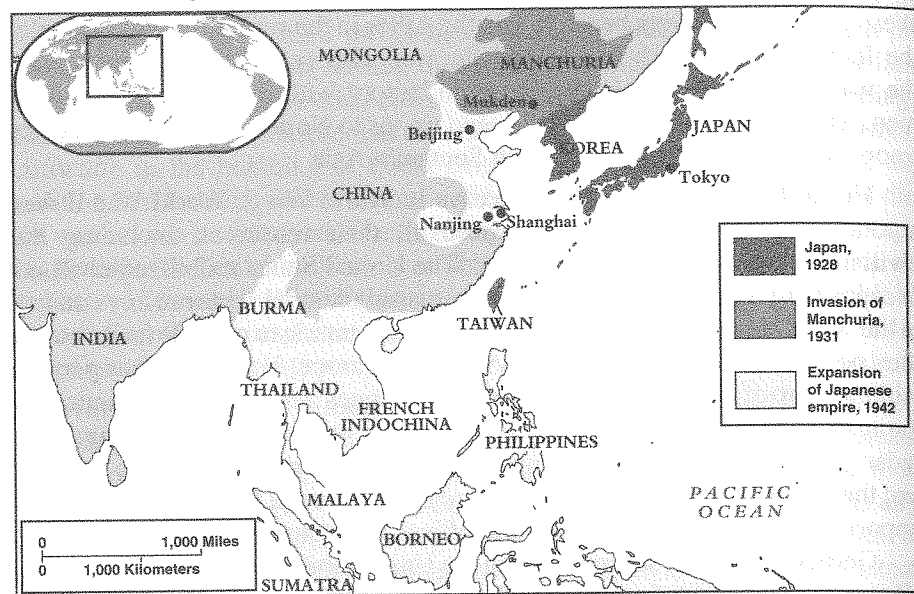 MONGOLIA
MANCHURIA
Mukden
Beijing
KOREA
JAPAN
Tokyo
CHINA
Nanjing
Shanghai
Japan,
1928
Invasion of
Manchuria,
1931
Expansion
of Japanese
empire, 1942
BURMA
TAIWAN
INDIA
THAILAND
FRENCH
INDOCHINA
PHILIPPINES
MALAYA
PACIFIC
OCEAN
BORNEO
SUMATRA
0 1,000 Miles
0 1,000 Kilometers